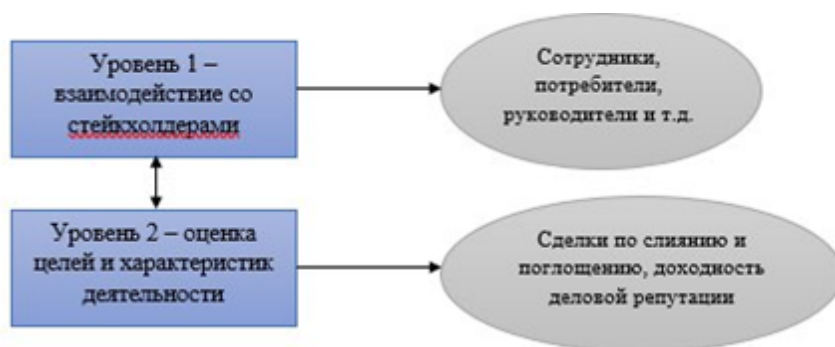 Уровень 1 –
взаимодействие со
стейкхолдерами
Сотрудники,
потребители,
руководители и т.д.
Уровень 2 – оценка
целей и характеристик
деятельности
Сделки по слиянию и
поглощению, доходность
деловой репутации